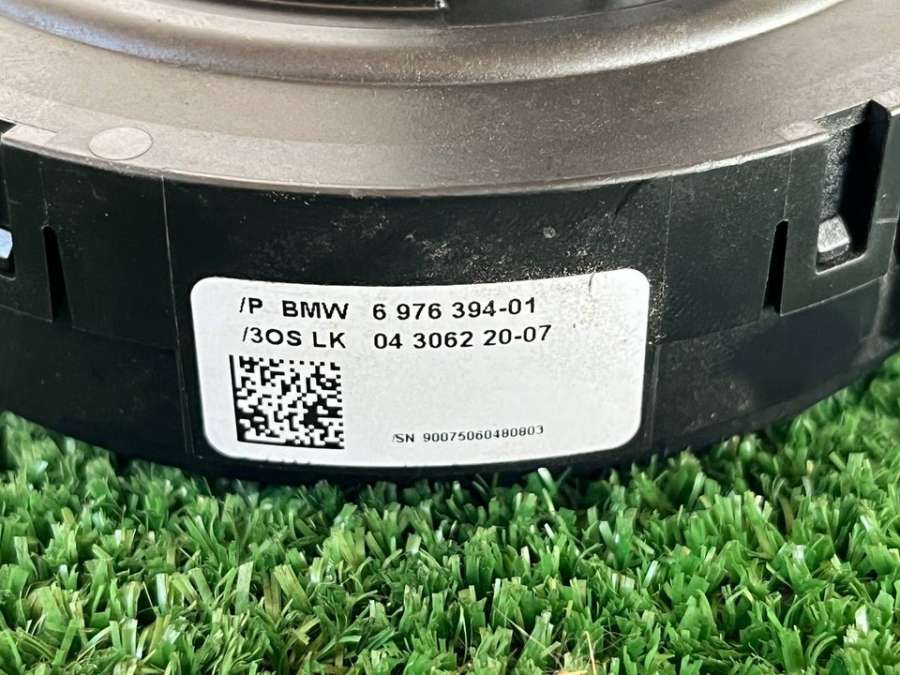 /P BMW 6 976 394-01
/3OS LK 04 3062 20-07
/SN 90075060480803